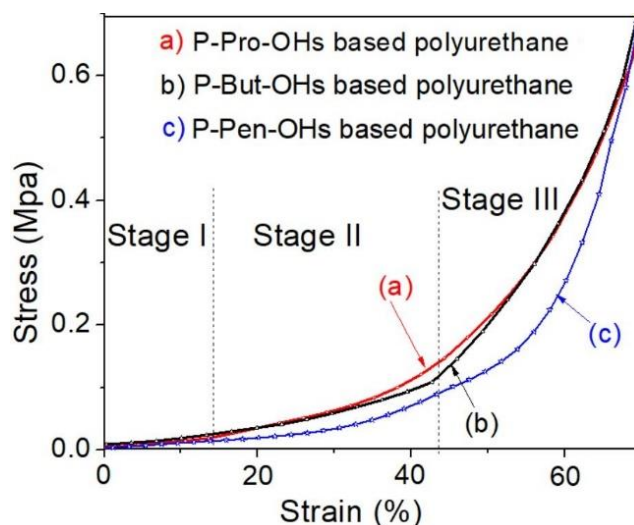 a) P-Pro-OHs based polyurethane
b) P-But-OHs based polyurethane
c) P-Pen-OHs based polyurethane
0.6
0.4
0.2
0.0
Stress (Mpa)
Stage I
Stage II
Stage III
(a)
(b)
(c)
0
20
40
60
Strain (%)